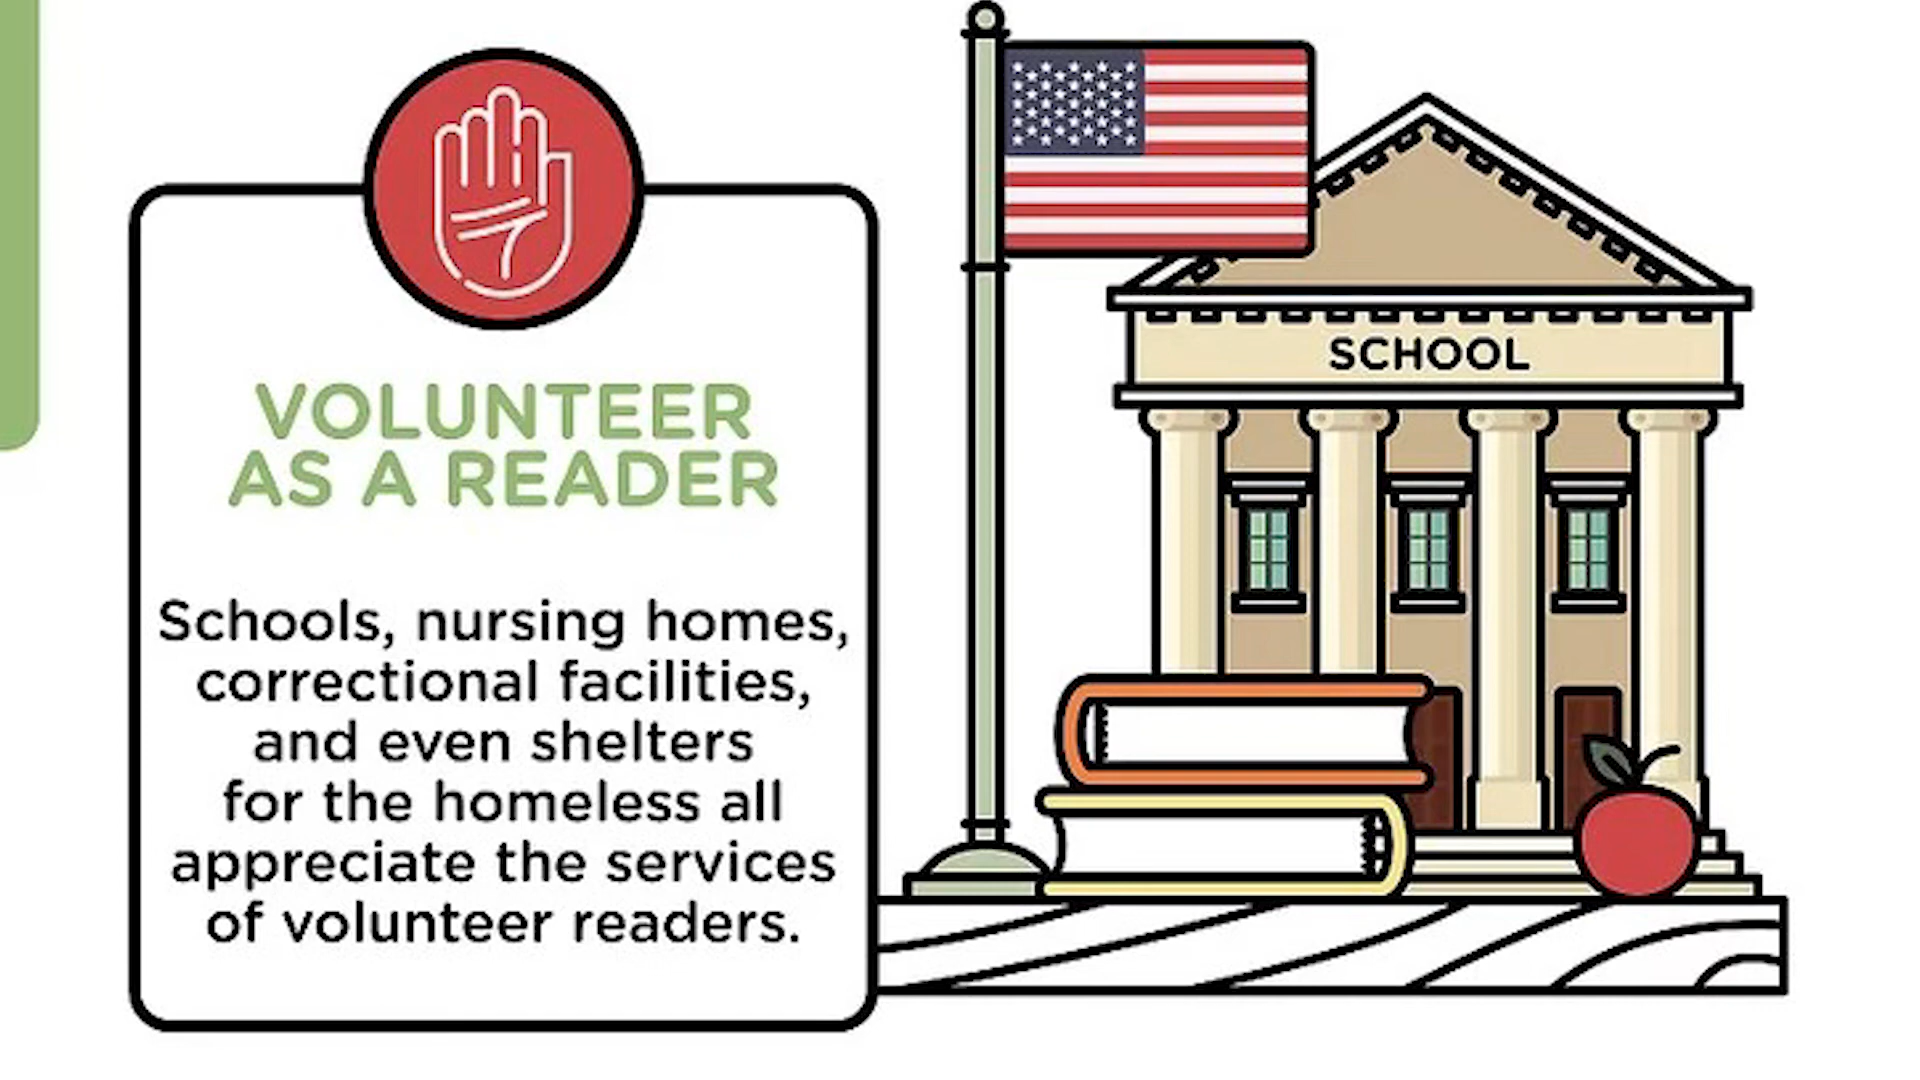 VOLUNTEER
AS A READER
Schools, nursing homes,
correctional facilities,
and even shelters
for the homeless all
appreciate the services
of volunteer readers.
SCHOOL